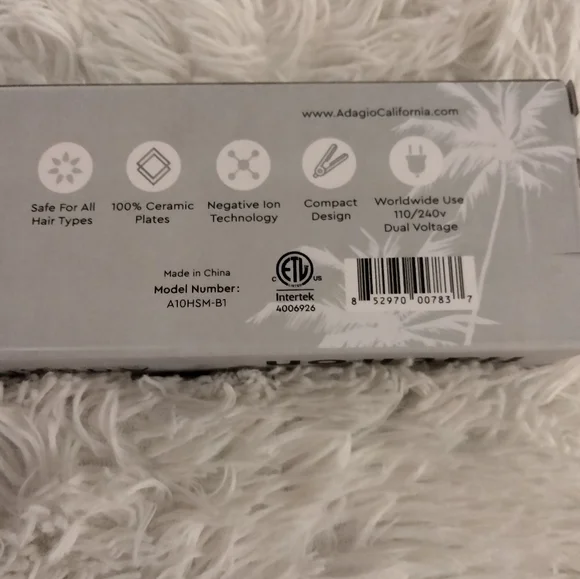 www.AdagioCalifornia.com
Safe For All
Hair Types
100% Ceramic
Plates
Negative Ion
Technology
Compact
Design
Worldwide Use
110/240v
Dual Voltage
Made in China
Model Number:
A10HSM-B1
C ETL US
Intertek
4006926
8 52970 00783 7